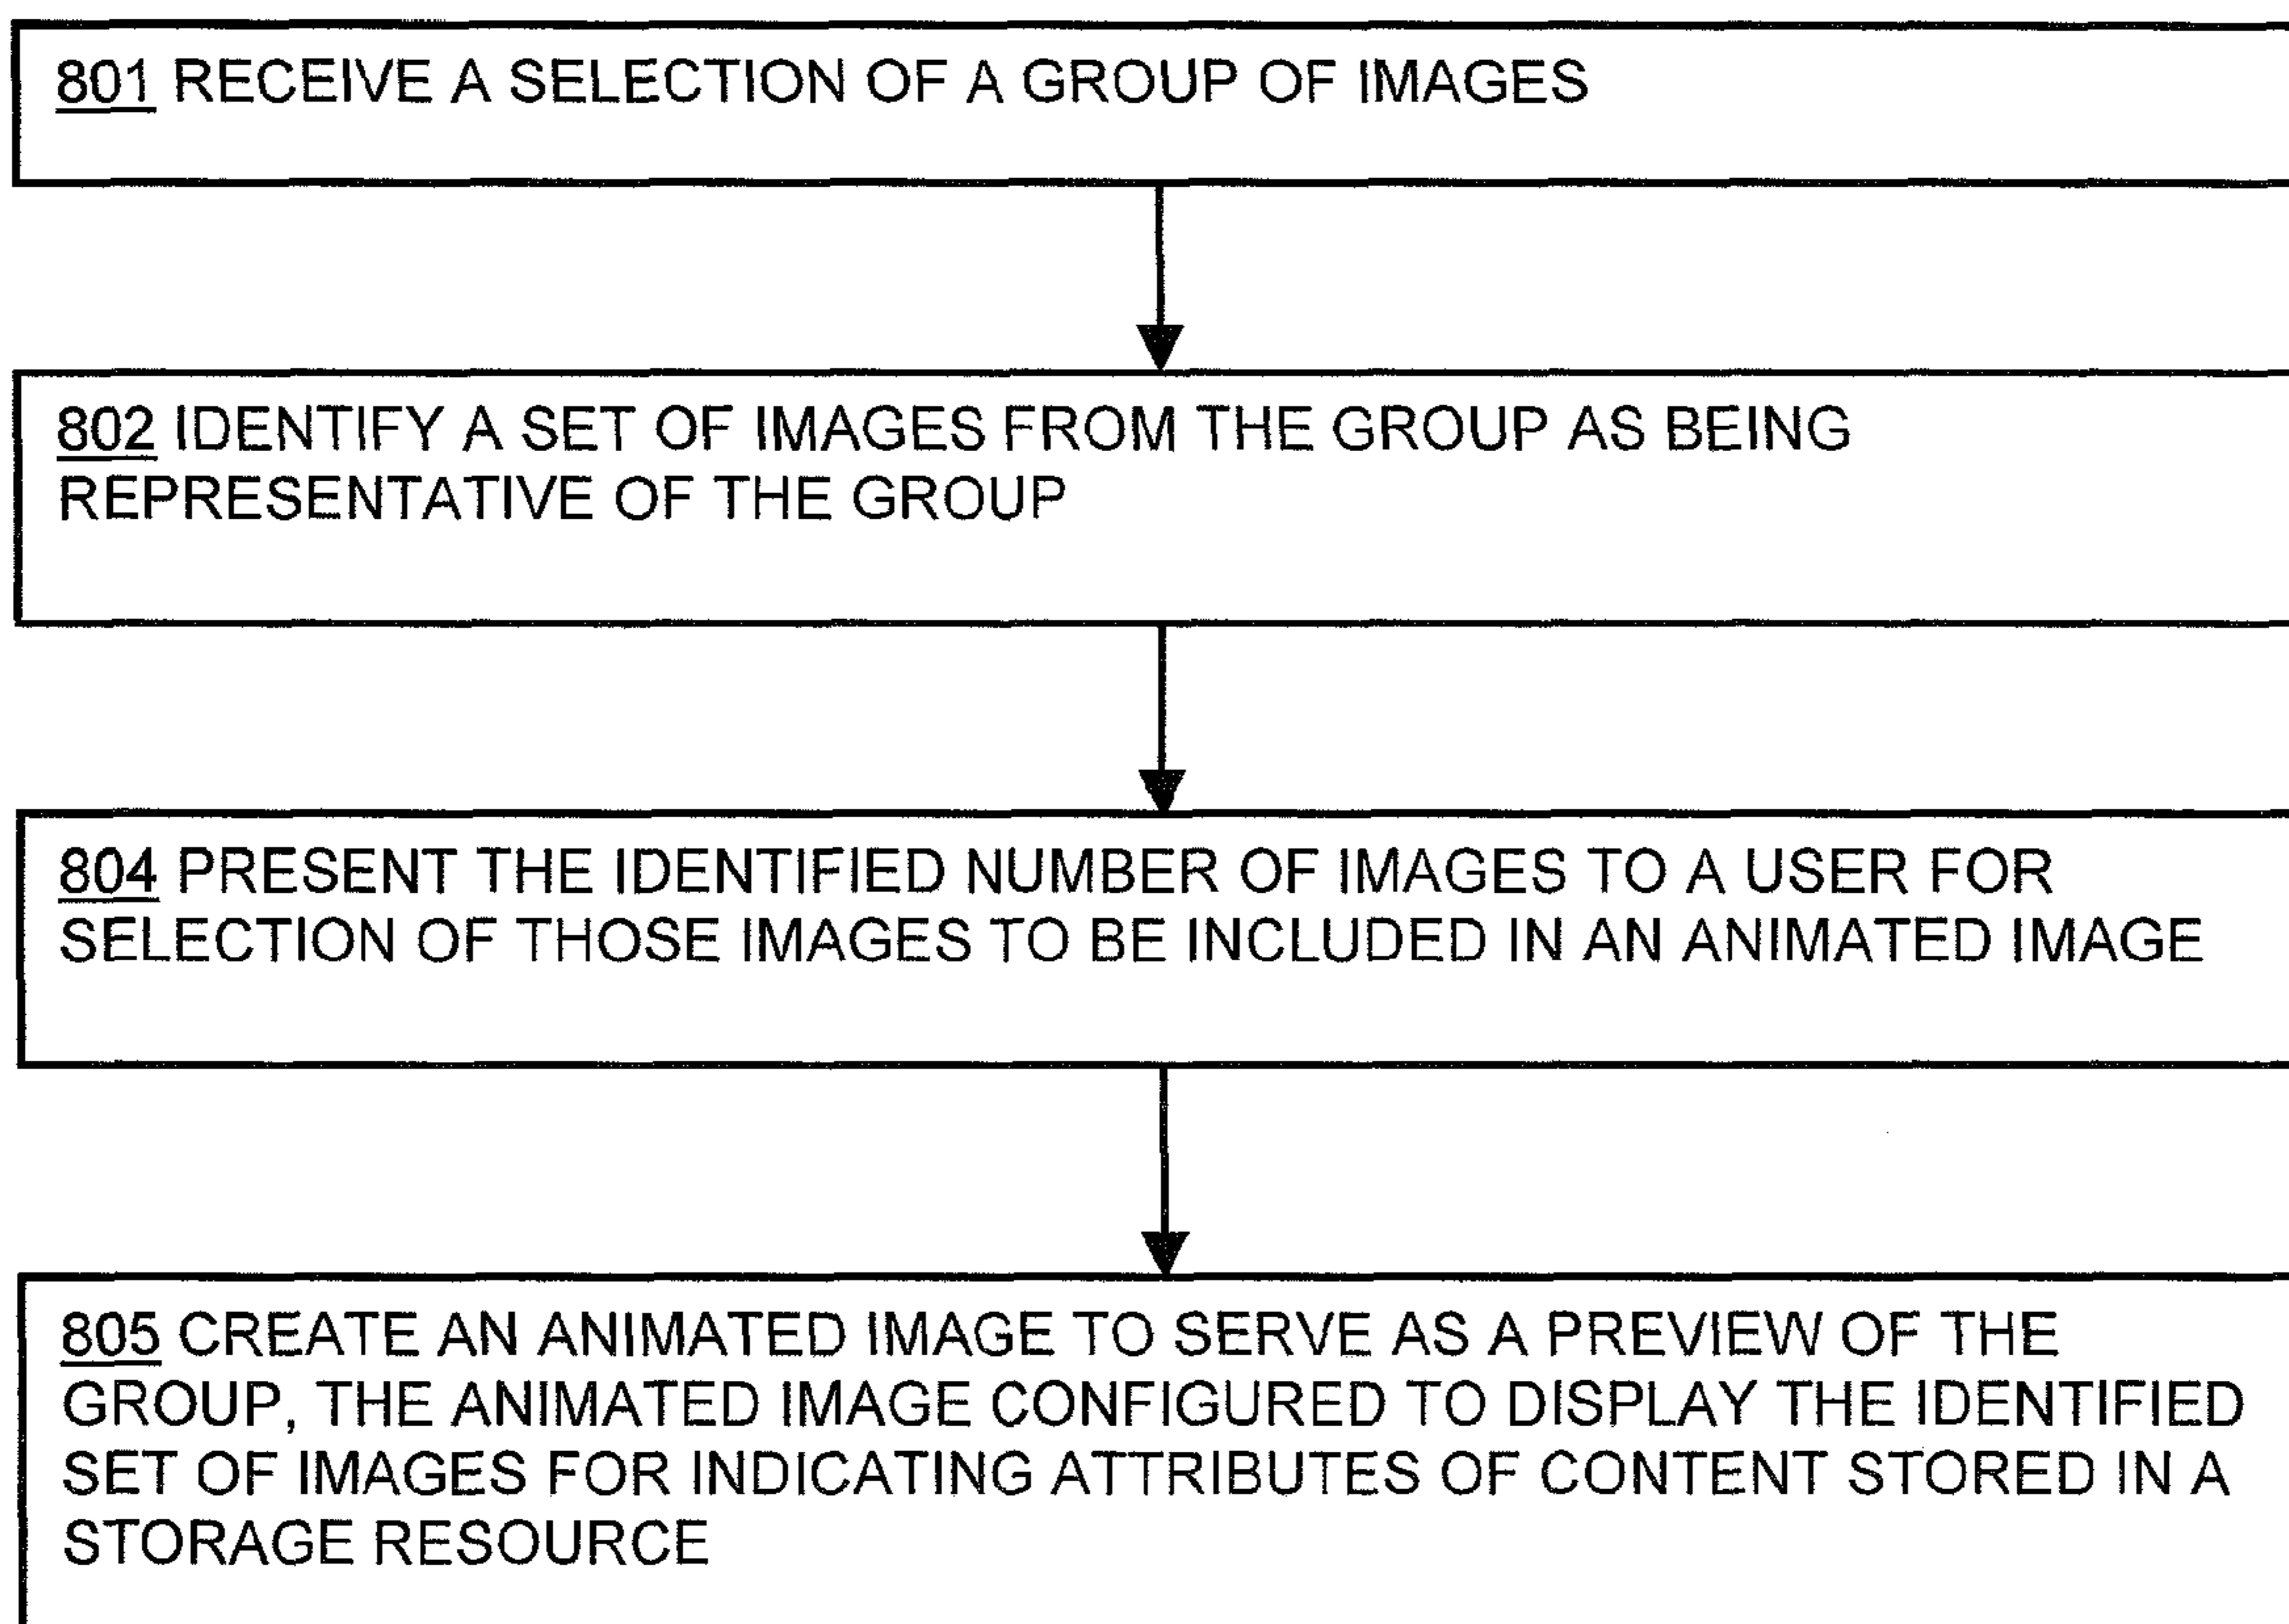 801 RECEIVE A SELECTION OF A GROUP OF IMAGES
802 IDENTIFY A SET OF IMAGES FROM THE GROUP AS BEING
REPRESENTATIVE OF THE GROUP
804 PRESENT THE IDENTIFIED NUMBER OF IMAGES TO A USER FOR
SELECTION OF THOSE IMAGES TO BE INCLUDED IN AN ANIMATED IMAGE
805 CREATE AN ANIMATED IMAGE TO SERVE AS A PREVIEW OF THE
GROUP, THE ANIMATED IMAGE CONFIGURED TO DISPLAY THE IDENTIFIED
SET OF IMAGES FOR INDICATING ATTRIBUTES OF CONTENT STORED IN A
STORAGE RESOURCE